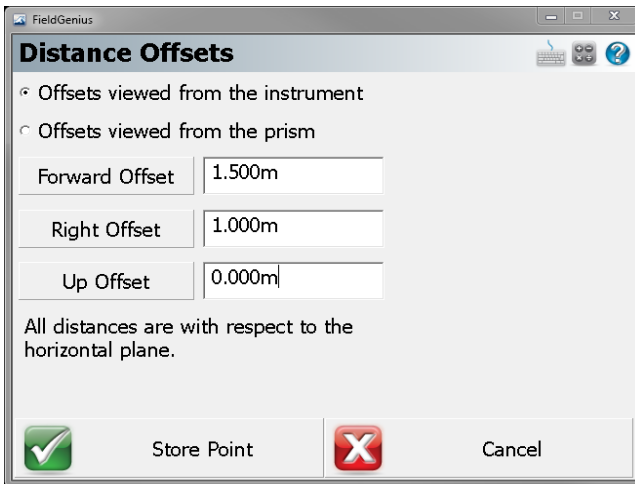 FieldGenius
Distance Offsets
Offsets viewed from the instrument
Offsets viewed from the prism
Forward Offset 1.500m
Right Offset 1.000m
Up Offset 0.000m
All distances are with respect to the
horizontal plane.
Store Point Cancel